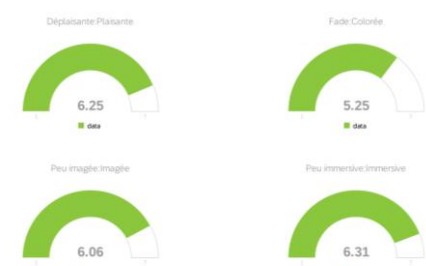 Déplaisante:Plaisante
Fade:Colorée
6.25
5.25
data
data
Peu imagée:Imagée
Peu immersive:Immersive
6.06
6.31